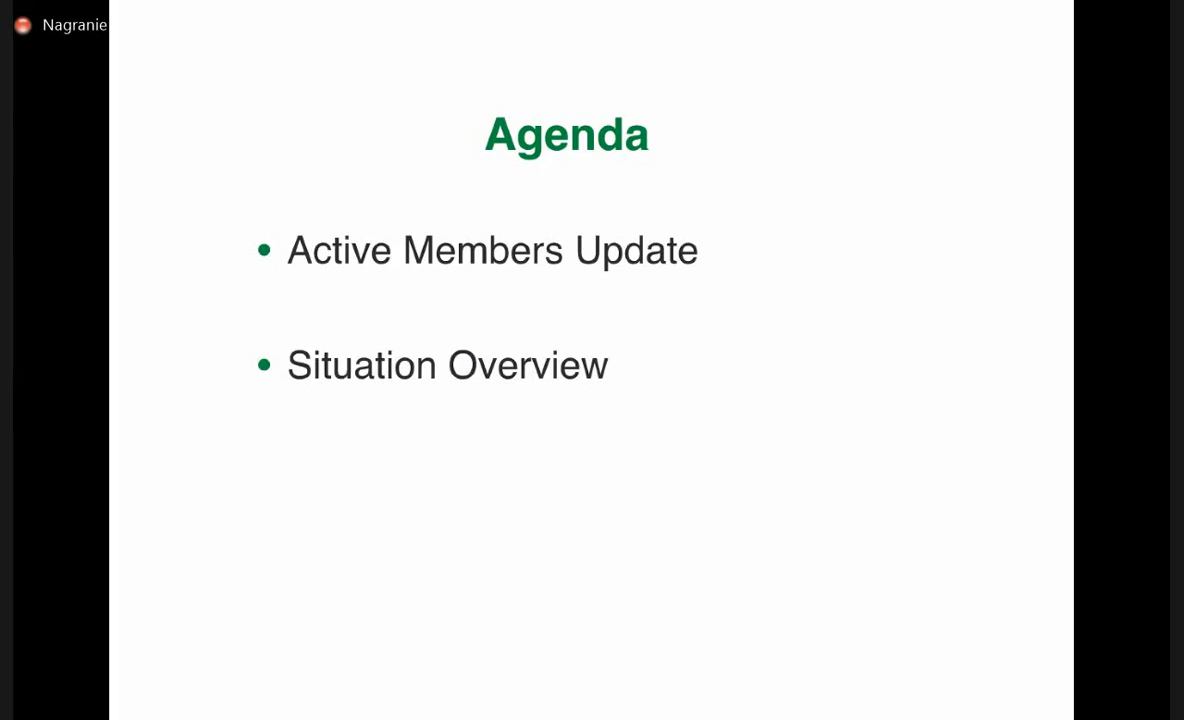 Nagranie
Agenda
• Active Members Update
• Situation Overview